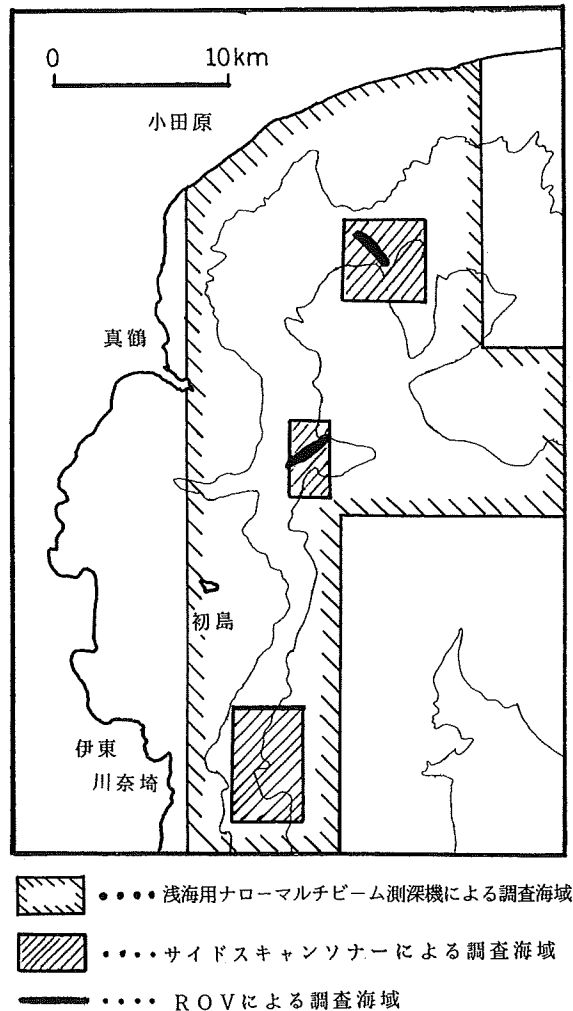 0 10km
小田原
真鶴
初島
伊東
川奈埼
••••浅海用ナローマルチビーム測深機による調査海域
••••サイドスキャンソナーによる調査海域
••••ROVによる調査海域